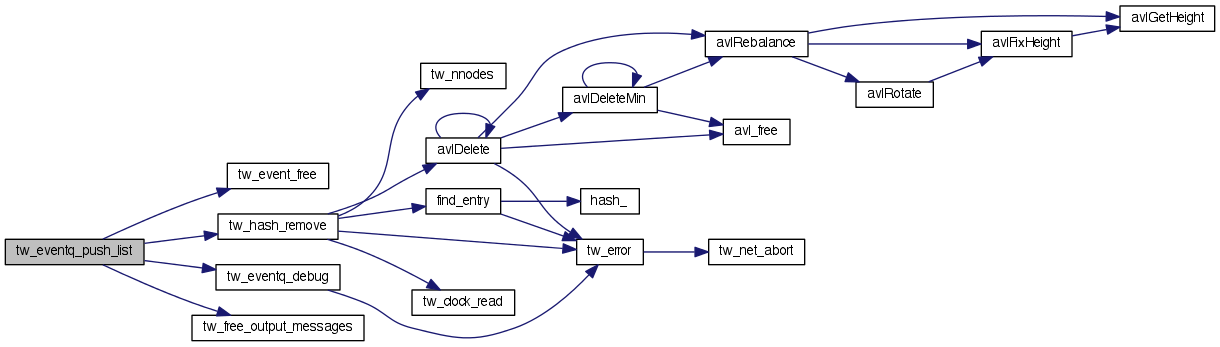 avlGetHeight
avlRebalance
avlFixHeight
tw_nnodes
avlDeleteMin
avlRotate
avl_free
avlDelete
tw_event_free
find_entry
hash_
tw_hash_remove
tw_eventq_push_list
tw_error
tw_net_abort
tw_eventq_debug
tw_clock_read
tw_free_output_messages